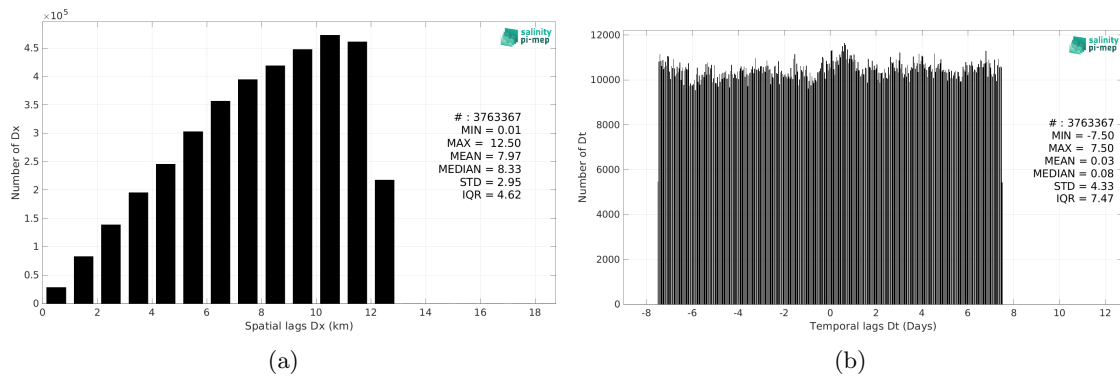 ×10⁵
4.5
4
3.5
3
2.5
2
1.5
1
0.5
0
Number of Dx
0 2 4 6 8 10 12 14 16 18
Spatial lags Dx (km)
salinity
pi-mep
# : 3763367
MIN = 0.01
MAX = 12.50
MEAN = 7.97
MEDIAN = 8.33
STD = 2.95
IQR = 4.62
(a)
12000
10000
8000
6000
4000
2000
0
Number of Dt
-8 -6 -4 -2 0 2 4 6 8 10 12
Temporal lags Dt (Days)
salinity
pi-mep
# : 3763367
MIN = -7.50
MAX = 7.50
MEAN = 0.03
MEDIAN = 0.08
STD = 4.33
IQR = 7.47
(b)